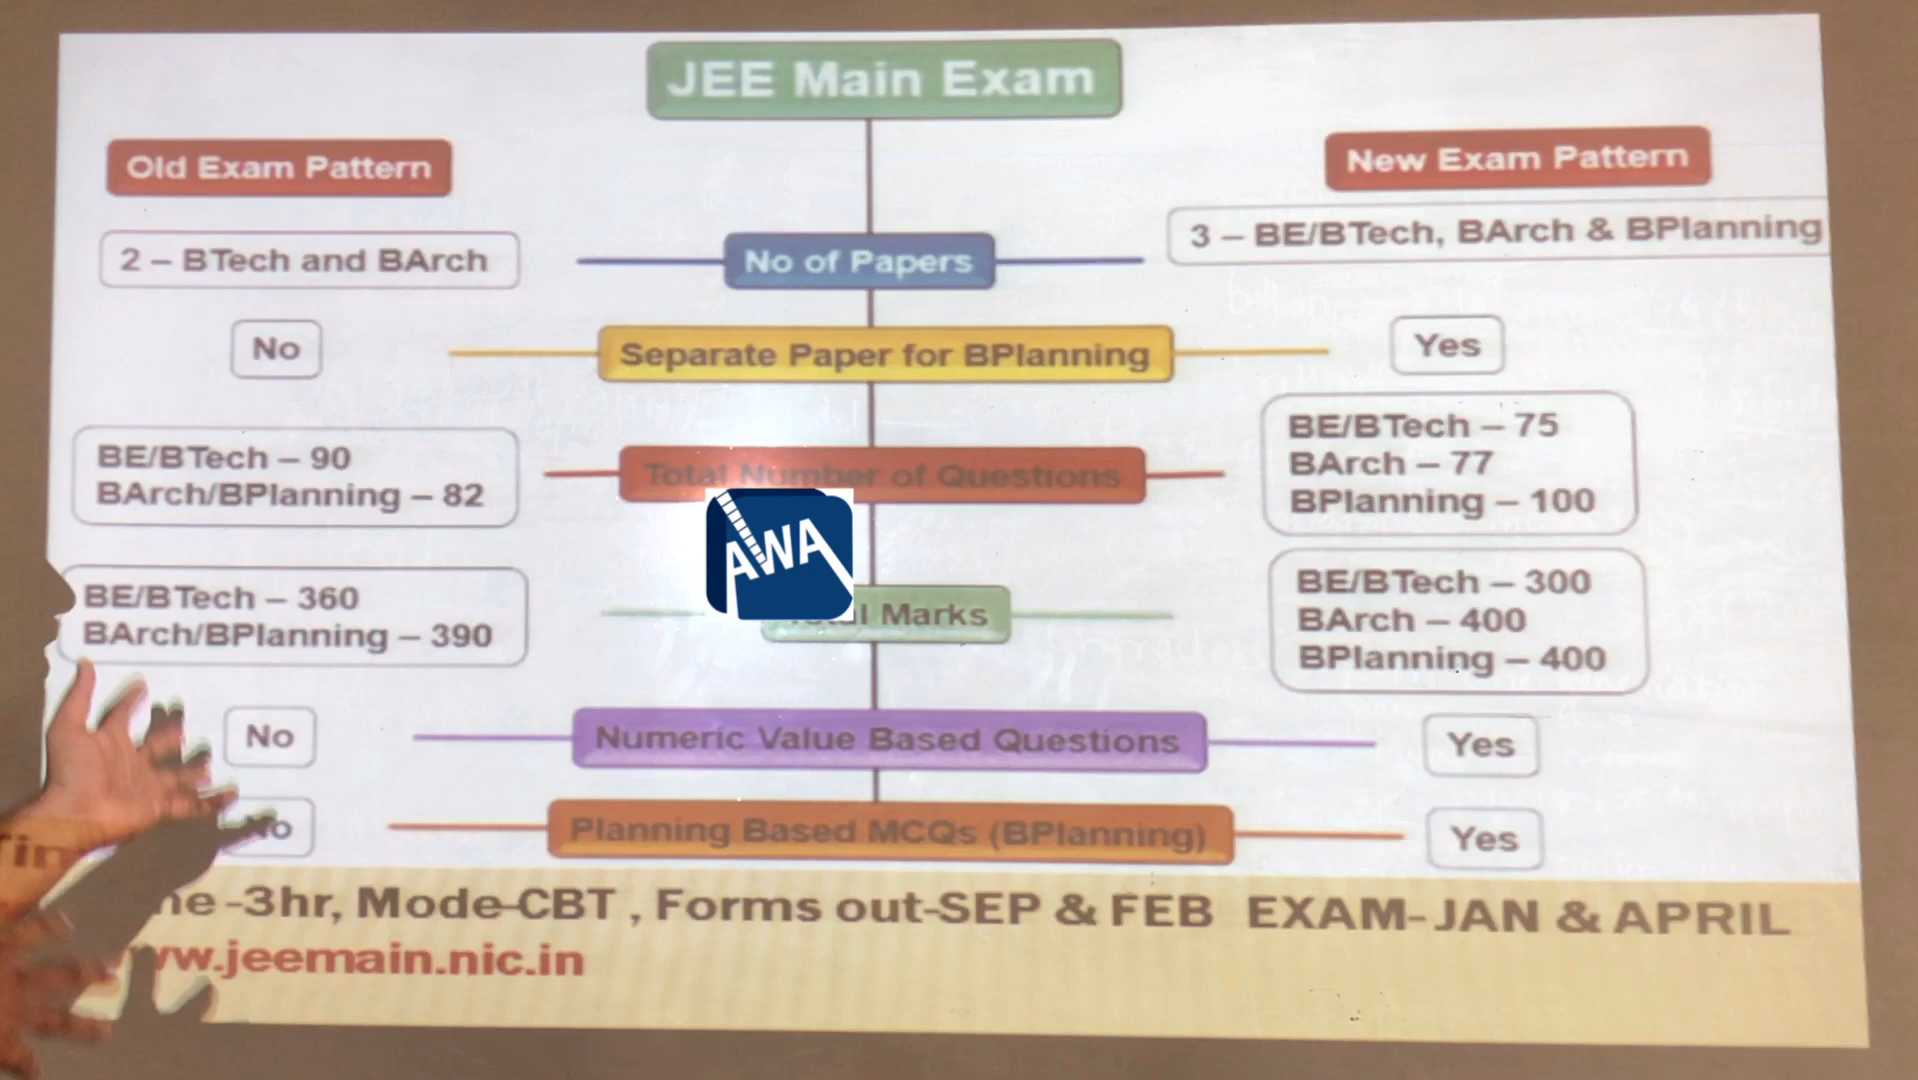 JEE Main Exam
Old Exam Pattern
New Exam Pattern
2 – BTech and BArch
No of Papers
3 – BE/BTech, BArch & BPlanning
No
Separate Paper for BPlanning
Yes
BE/BTech – 90
BArch/BPlanning – 82
Total Number of Questions
BE/BTech – 75
BArch – 77
BPlanning – 100
AWA
BE/BTech – 360
BArch/BPlanning – 390
Marks
BE/BTech – 300
BArch – 400
BPlanning – 400
No
Numeric Value Based Questions
Yes
No
Planning Based MCQs (BPlanning)
Yes
-3hr, Mode-CBT , Forms out-SEP & FEB EXAM-JAN & APRIL
w.jeemain.nic.in